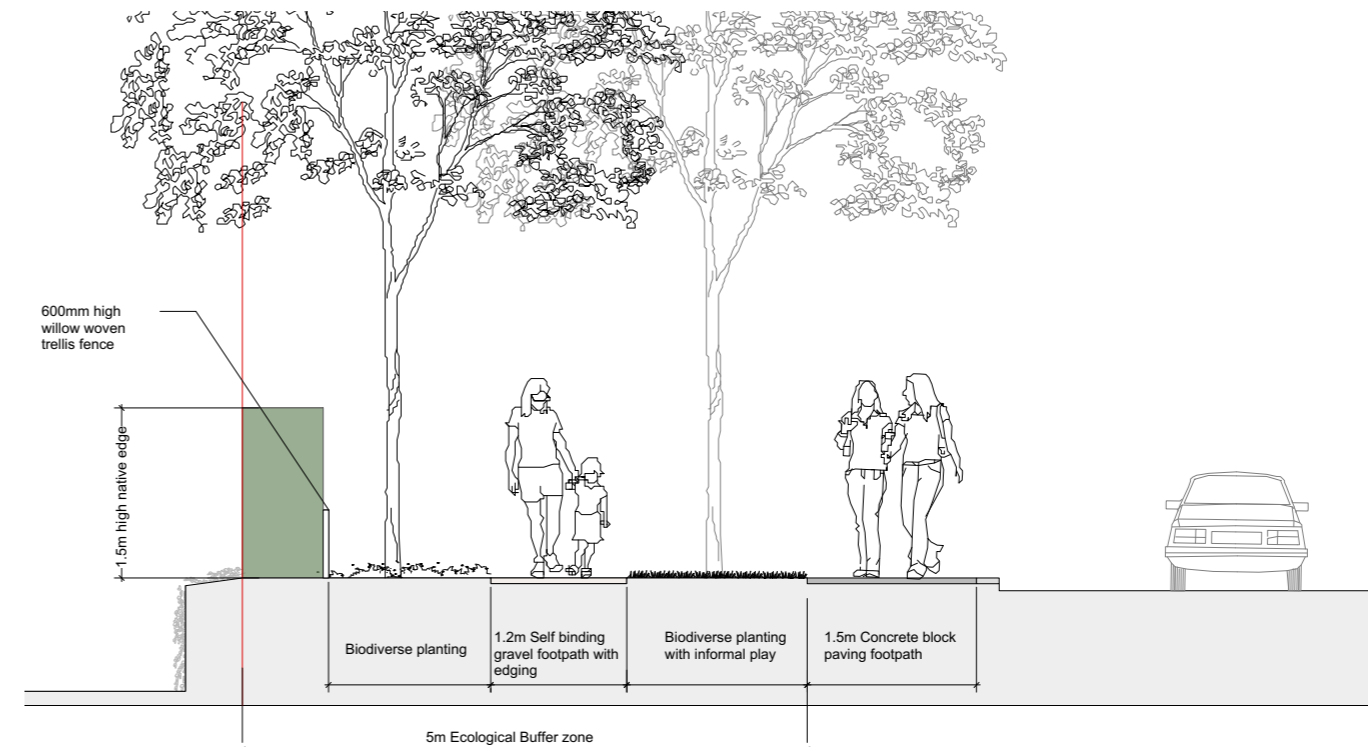 600mm high
willow woven
trellis fence
1.5m high native edge
Biodiverse planting
1.2m Self binding
gravel footpath with
edging
Biodiverse planting
with informal play
1.5m Concrete block
paving footpath
5m Ecological Buffer zone